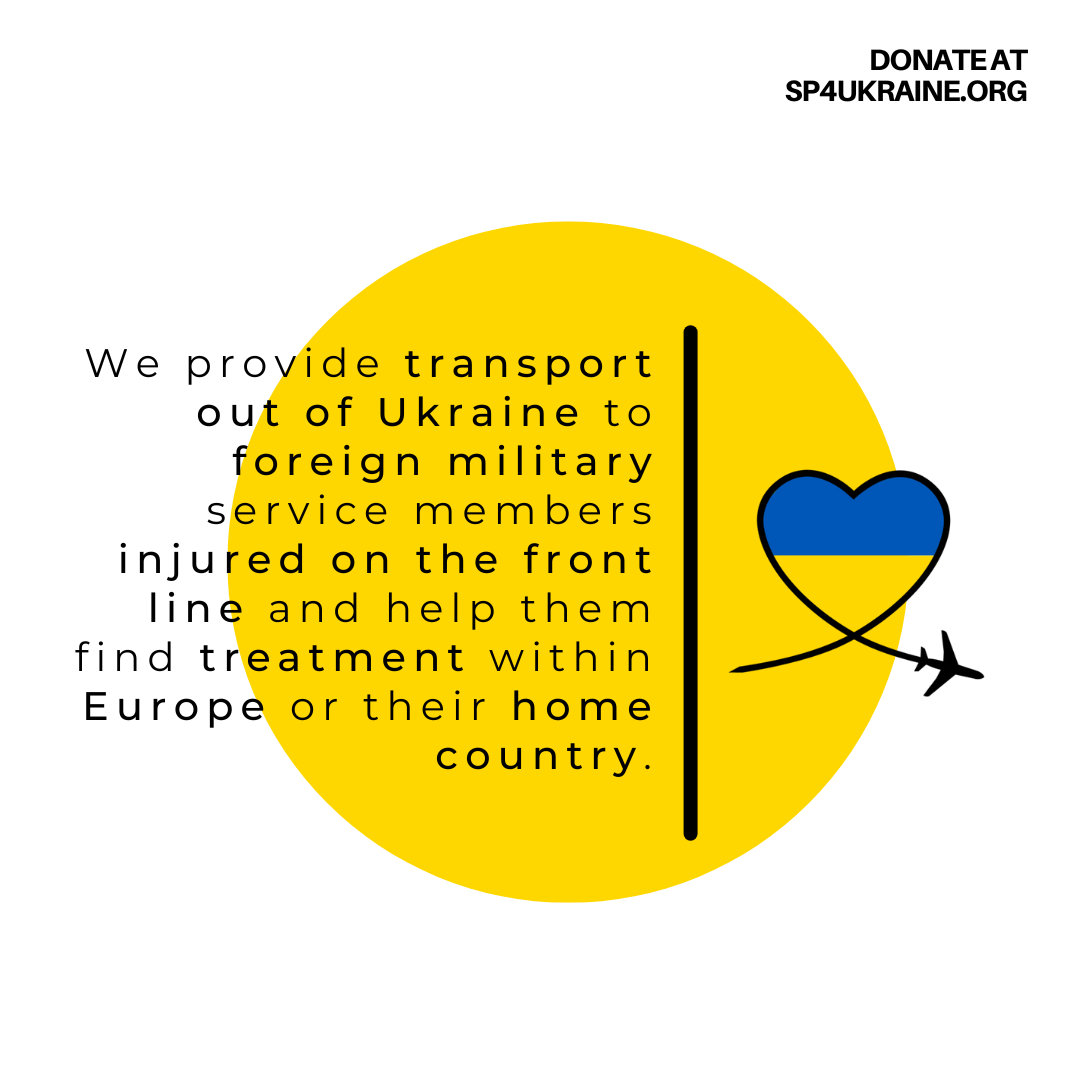 DONATE AT
SP4UKRAINE.ORG
We provide transport
out of Ukraine to
foreign military
service members
injured on the front
line and help them
find treatment within
Europe or their home
country.